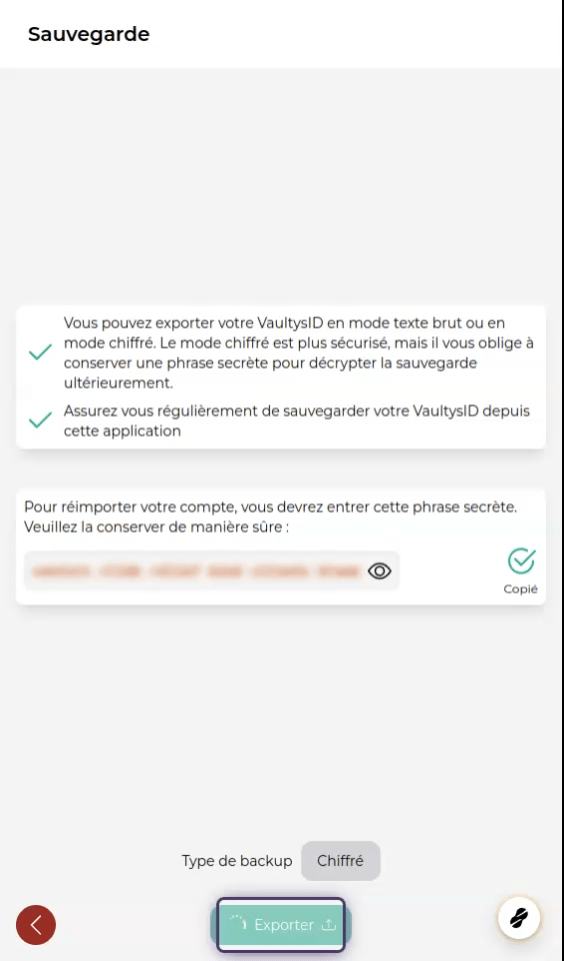 Sauvegarde
Vous pouvez exporter votre VaultysID en mode texte brut ou en
mode chiffré. Le mode chiffré est plus sécurisé, mais il vous oblige à
conserver une phrase secrète pour décrypter la sauvegarde
ultérieurement.
Assurez vous régulièrement de sauvegarder votre VaultysID depuis
cette application
Pour réimporter votre compte, vous devrez entrer cette phrase secrète.
Veuillez la conserver de manière sûre :
Copié
Type de backup Chiffré
Exporter